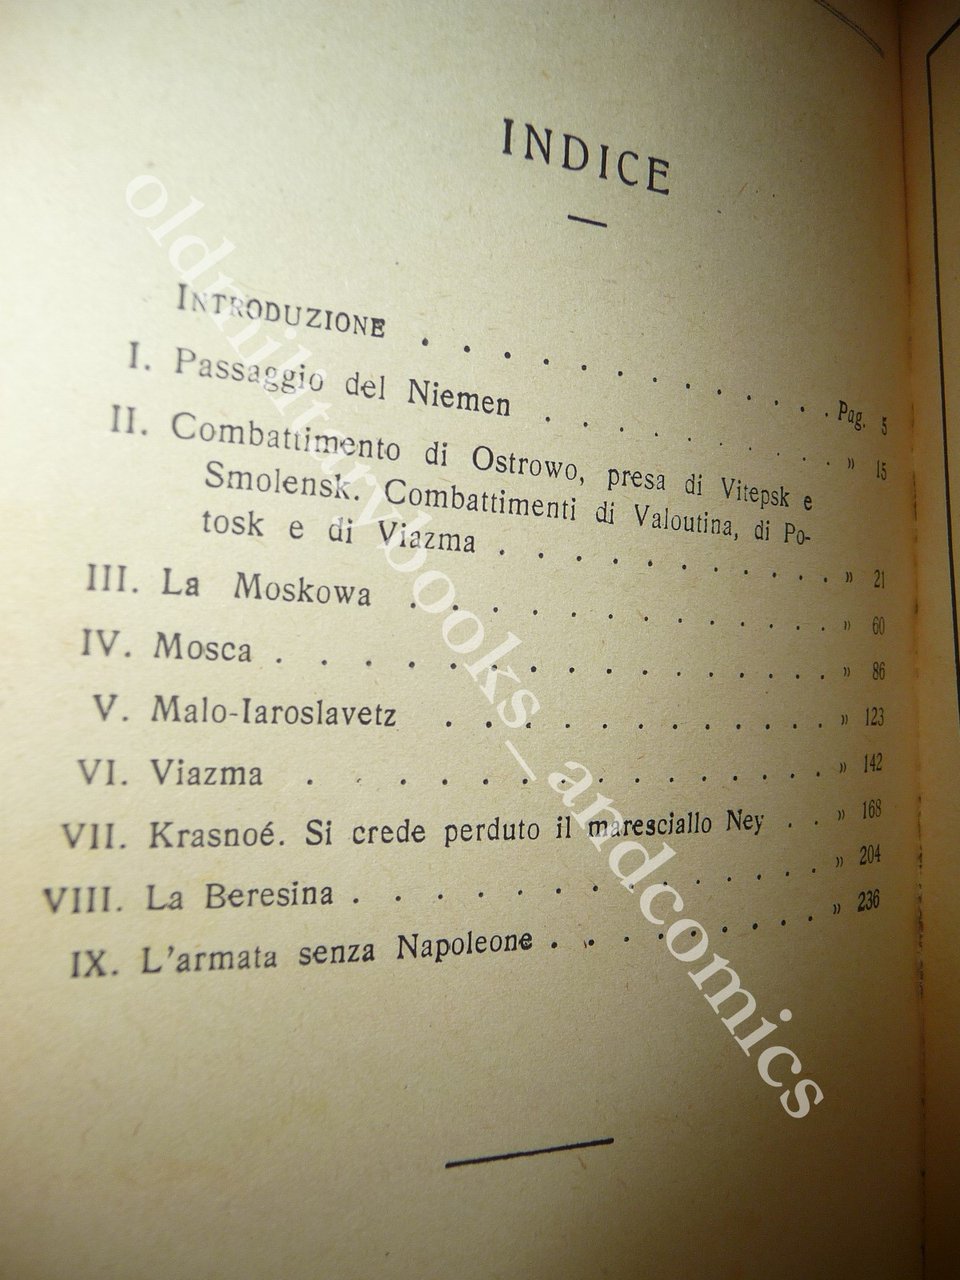 INDICE
INTRODUZIONE . . . . . . . . . . . Pag. 5
I. Passaggio del Niemen . . . . . . . . » 15
II. Combattimento di Ostrowo, presa di Vitepsk e
Smolensk. Combattimenti di Valoutina, di Po-
tosk e di Viazma . . . . . . . . . » 21
III. La Moskowa . . . . . . . . . . . » 60
IV. Mosca . . . . . . . . . . . . . » 86
V. Malo-Iaroslavetz . . . . . . . . . . » 123
VI. Viazma . . . . . . . . . . . . . » 142
VII. Krasnoé. Si crede perduto il maresciallo Ney . . » 168
VIII. La Beresina . . . . . . . . . . . . » 204
IX. L'armata senza Napoleone . . . . . . . » 236
oldmilitarybooks_andcomics